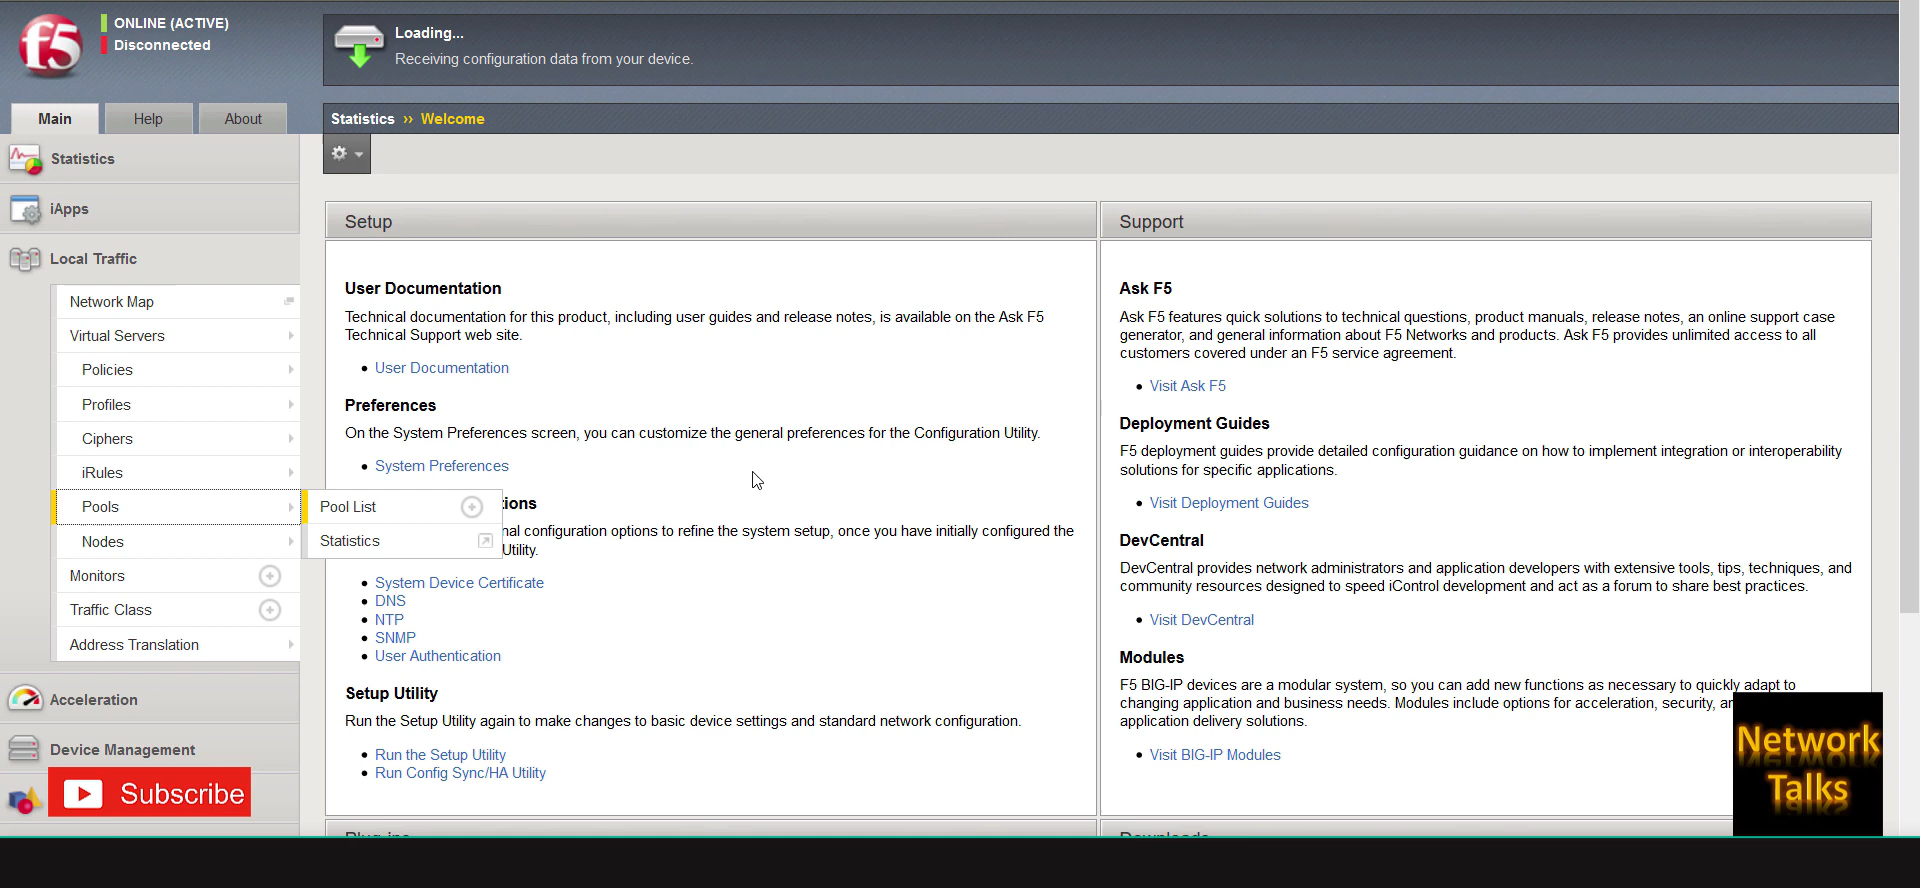 f5
ONLINE (ACTIVE)
Disconnected
Loading...
Receiving configuration data from your device.
Main
Help
About
Statistics ›› Welcome
Statistics
iApps
Local Traffic
Network Map
Virtual Servers
Policies
Profiles
Ciphers
iRules
Pools
Nodes
Monitors
Traffic Class
Address Translation
Acceleration
Device Management
Subscribe
Pool List
Statistics
Setup
User Documentation
Technical documentation for this product, including user guides and release notes, is available on the Ask F5
Technical Support web site.
User Documentation
Preferences
On the System Preferences screen, you can customize the general preferences for the Configuration Utility.
System Preferences
tions
nal configuration options to refine the system setup, once you have initially configured the
Utility.
System Device Certificate
DNS
NTP
SNMP
User Authentication
Setup Utility
Run the Setup Utility again to make changes to basic device settings and standard network configuration.
Run the Setup Utility
Run Config Sync/HA Utility
Support
Ask F5
Ask F5 features quick solutions to technical questions, product manuals, release notes, an online support case
generator, and general information about F5 Networks and products. Ask F5 provides unlimited access to all
customers covered under an F5 service agreement.
Visit Ask F5
Deployment Guides
F5 deployment guides provide detailed configuration guidance on how to implement integration or interoperability
solutions for specific applications.
Visit Deployment Guides
DevCentral
DevCentral provides network administrators and application developers with extensive tools, tips, techniques, and
community resources designed to speed iControl development and act as a forum to share best practices.
Visit DevCentral
Modules
F5 BIG-IP devices are a modular system, so you can add new functions as necessary to quickly adapt to
changing application and business needs. Modules include options for acceleration, security,
application delivery solutions.
Visit BIG-IP Modules
Network
Talks